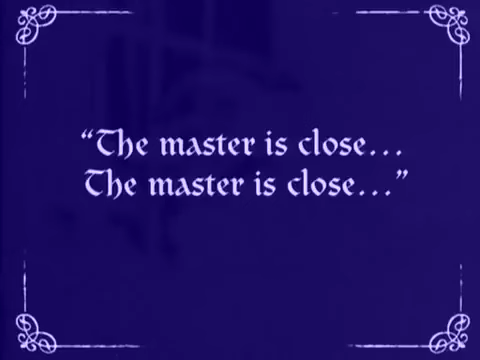 “The master is close...
The master is close...”